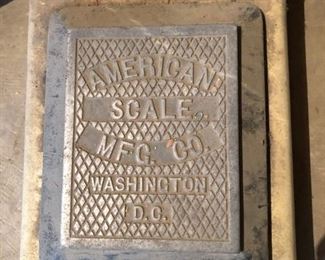 AMERICAN
SCALE
MFG. CO.
WASHINGTON
D.C.